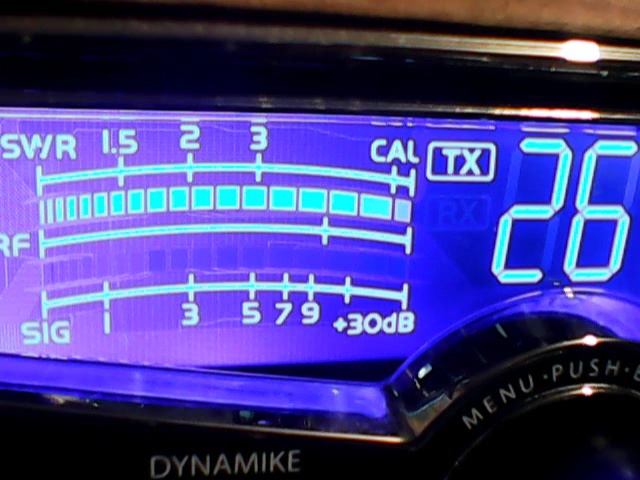 SWR 1.5 2 3 CAL TX 26
RX
RF
1 3 5 7 9 +30dB
SIG
MENU·PUSH·
DYNAMIKE